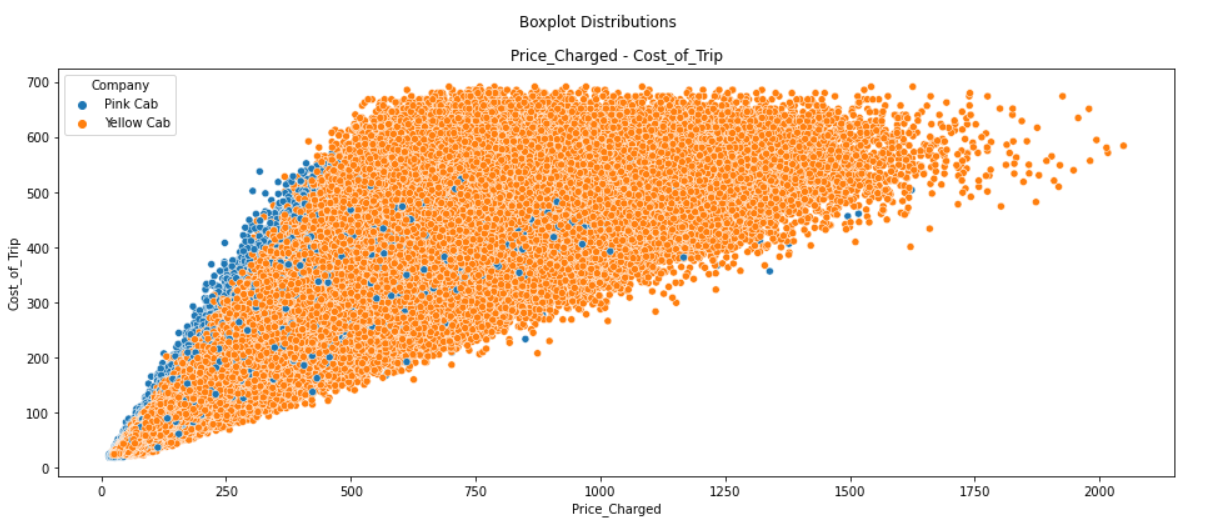 Boxplot Distributions
Price_Charged - Cost_of_Trip
Company
Pink Cab
Yellow Cab
Cost_of_Trip
700
600
500
400
300
200
100
0
0 250 500 750 1000 1250 1500 1750 2000
Price_Charged